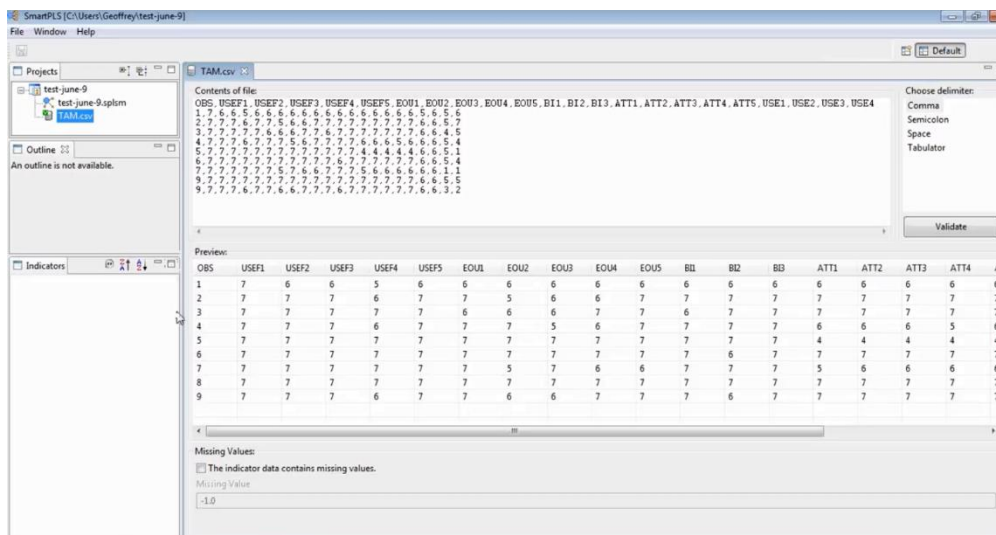 SmartPLS [C:\Users\Geoffrey\test-june-9]
File Window Help
Default
Projects
test-june-9
test-june-9.splsm
TAM.csv
Outline
An outline is not available.
Indicators
TAM.csv
Contents of file:
OBS,USEF1,USEF2,USEF3,USEF4,USEF5,EOU1,EOU2,EOU3,EOU4,EOU5,BI1,BI2,BI3,ATT1,ATT2,ATT3,ATT4,ATT5,USE1,USE2,USE3,USE4
Choose delimiter:
Comma
Semicolon
Space
Tabulator
Validate
Preview:
OBS USEF1 USEF2 USEF3 USEF4 USEF5 EOU1 EOU2 EOU3 EOU4 EOU5 BI1 BI2 BI3 ATT1 ATT2 ATT3 ATT4
1 7 6 6 5 6 6 6 6 6 6 6 6 6 6 6 6 6
2 7 7 7 6 7 7 5 6 6 7 7 7 7 7 7 7 7
3 7 7 7 7 7 6 6 6 7 7 6 7 7 7 7 7 7
4 7 7 7 6 7 7 7 5 6 7 7 7 7 6 6 6 5
5 7 7 7 7 7 7 7 7 7 7 7 7 7 4 4 4 4
6 7 7 7 7 7 7 7 7 7 7 7 6 7 7 7 7 7
7 7 7 7 7 7 7 5 7 6 6 7 7 7 5 6 6 6
8 7 7 7 7 7 7 7 7 7 7 7 7 7 7 7 7 7
9 7 7 7 6 7 7 6 6 7 7 7 6 7 7 7 7 7
Missing Values:
The indicator data contains missing values.
Missing Value
-1.0